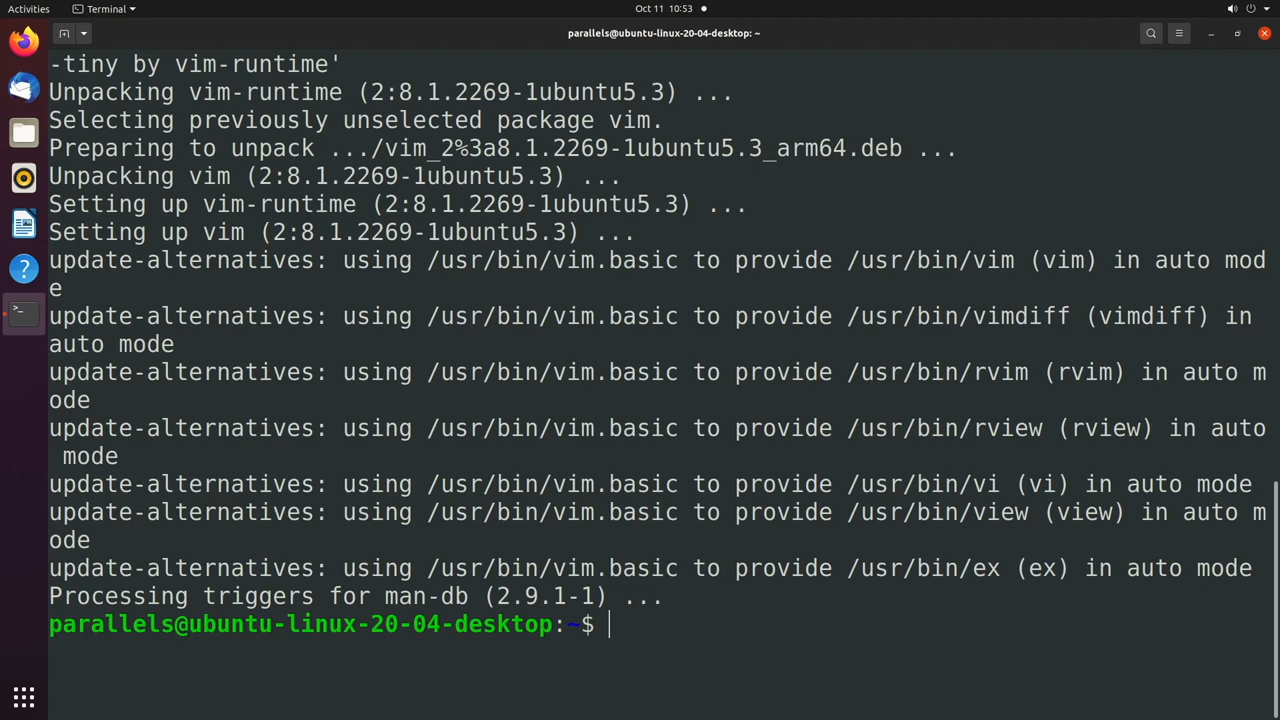 Activities
Terminal
Oct 11 10:53
parallels@ubuntu-linux-20-04-desktop: ~
-tiny by vim-runtime'
Unpacking vim-runtime (2:8.1.2269-1ubuntu5.3) ...
Selecting previously unselected package vim.
Preparing to unpack .../vim_2%3a8.1.2269-1ubuntu5.3_arm64.deb ...
Unpacking vim (2:8.1.2269-1ubuntu5.3) ...
Setting up vim-runtime (2:8.1.2269-1ubuntu5.3) ...
Setting up vim (2:8.1.2269-1ubuntu5.3) ...
update-alternatives: using /usr/bin/vim.basic to provide /usr/bin/vim (vim) in auto mod
e
update-alternatives: using /usr/bin/vim.basic to provide /usr/bin/vimdiff (vimdiff) in
auto mode
update-alternatives: using /usr/bin/vim.basic to provide /usr/bin/rvim (rvim) in auto m
ode
update-alternatives: using /usr/bin/vim.basic to provide /usr/bin/rview (rview) in auto
 mode
update-alternatives: using /usr/bin/vim.basic to provide /usr/bin/vi (vi) in auto mode
update-alternatives: using /usr/bin/vim.basic to provide /usr/bin/view (view) in auto m
ode
update-alternatives: using /usr/bin/vim.basic to provide /usr/bin/ex (ex) in auto mode
Processing triggers for man-db (2.9.1-1) ...
parallels@ubuntu-linux-20-04-desktop:~$